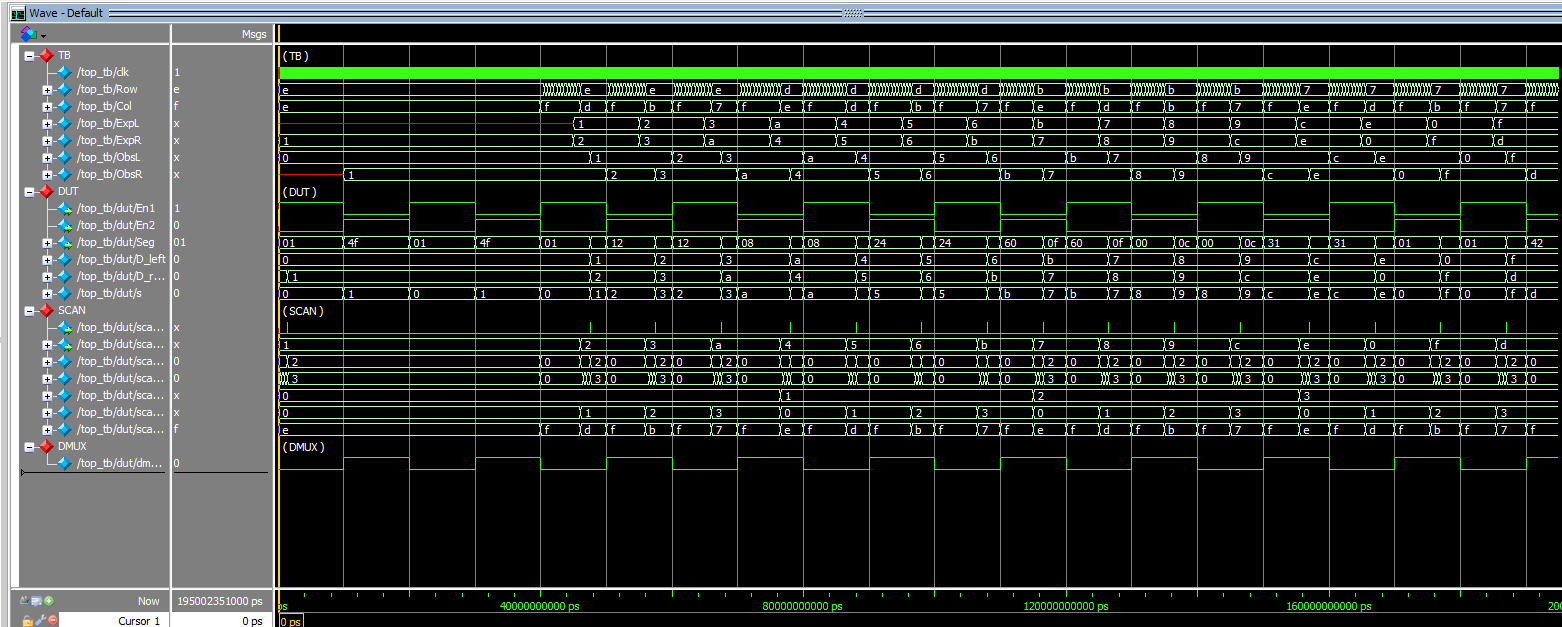 Wave - Default
Msgs
TB (TB)
/top_tb/clk 1
/top_tb/Row e e e e e d d d d b b b b 7 7 7 7
/top_tb/Col f e f d f b f 7 f e f d f b f 7 f e f d f b f 7 f e f d f b f 7 f
/top_tb/ExpL x 1 2 3 a 4 5 6 b 7 8 9 c e 0 f
/top_tb/ExpR x 1 2 3 a 4 5 6 b 7 8 9 c e 0 f d
/top_tb/ObsL x 0 1 2 3 a 4 5 6 b 7 8 9 c e 0 f
/top_tb/ObsR x 1 2 3 a 4 5 6 b 7 8 9 c e 0 f d
DUT (DUT)
/top_tb/dut/En1 1
/top_tb/dut/En2 0
/top_tb/dut/Seg 01 01 4f 01 4f 01 12 12 08 08 24 24 60 0f 60 0f 00 0c 00 0c 31 31 01 01 42
/top_tb/dut/D_left 0 0 1 2 3 a 4 5 6 b 7 8 9 c e 0 f
/top_tb/dut/D_r... 0 1 2 3 a 4 5 6 b 7 8 9 c e 0 f d
/top_tb/dut/s 0 0 1 0 1 0 1 2 3 2 3 a a 5 5 b 7 b 7 8 9 8 9 c e c e 0 f 0 f d
SCAN (SCAN)
/top_tb/dut/sca... x
/top_tb/dut/sca... x 1 2 3 a 4 5 6 b 7 8 9 c e 0 f d
/top_tb/dut/sca... 0 2 0 2 0 2 0 2 0 2 0 2 0 2 0 2 0 2 0 2 0 2 0 2 0 2 0 2 0 2 0 2 0
/top_tb/dut/sca... 0 3 0 3 0 3 0 3 0 0 0 0 0 3 0 3 0 3 0 3 0 3 0 3 0 3 0 3 0 3 0
/top_tb/dut/sca... x 0 1 2 3
/top_tb/dut/sca... x 0 1 2 3 0 1 2 3 0 1 2 3 0 1 2 3
/top_tb/dut/sca... f e f d f b f 7 f e f d f b f 7 f e f d f b f 7 f e f d f b f 7 f
DMUX (DMUX)
/top_tb/dut/dm... 0
Now 195002351000 ps ps 40000000000 ps 80000000000 ps 120000000000 ps 160000000000 ps 200
Cursor 1 0 ps 0 ps